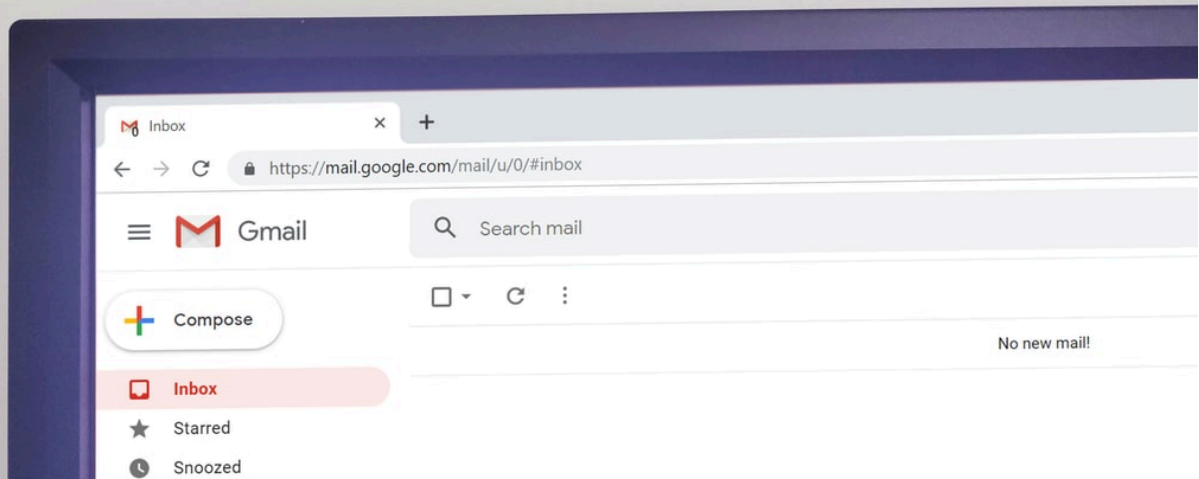 Inbox
https://mail.google.com/mail/u/0/#inbox
Gmail
Search mail
Compose
No new mail!
Inbox
Starred
Snoozed